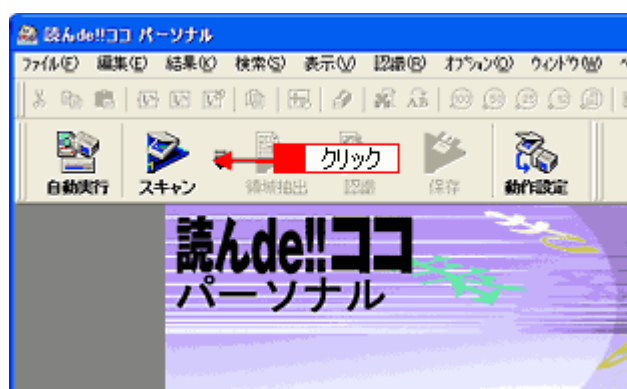 読んde!!ココ パーソナル
ファイル(F) 編集(E) 結果(K) 検索(S) 表示(V) 認識(R) オプション(O) ウィンドウ(W)
クリック
自動実行 スキャン 領域抽出 認識 保存 動作設定
読んde!!ココ
パーソナル